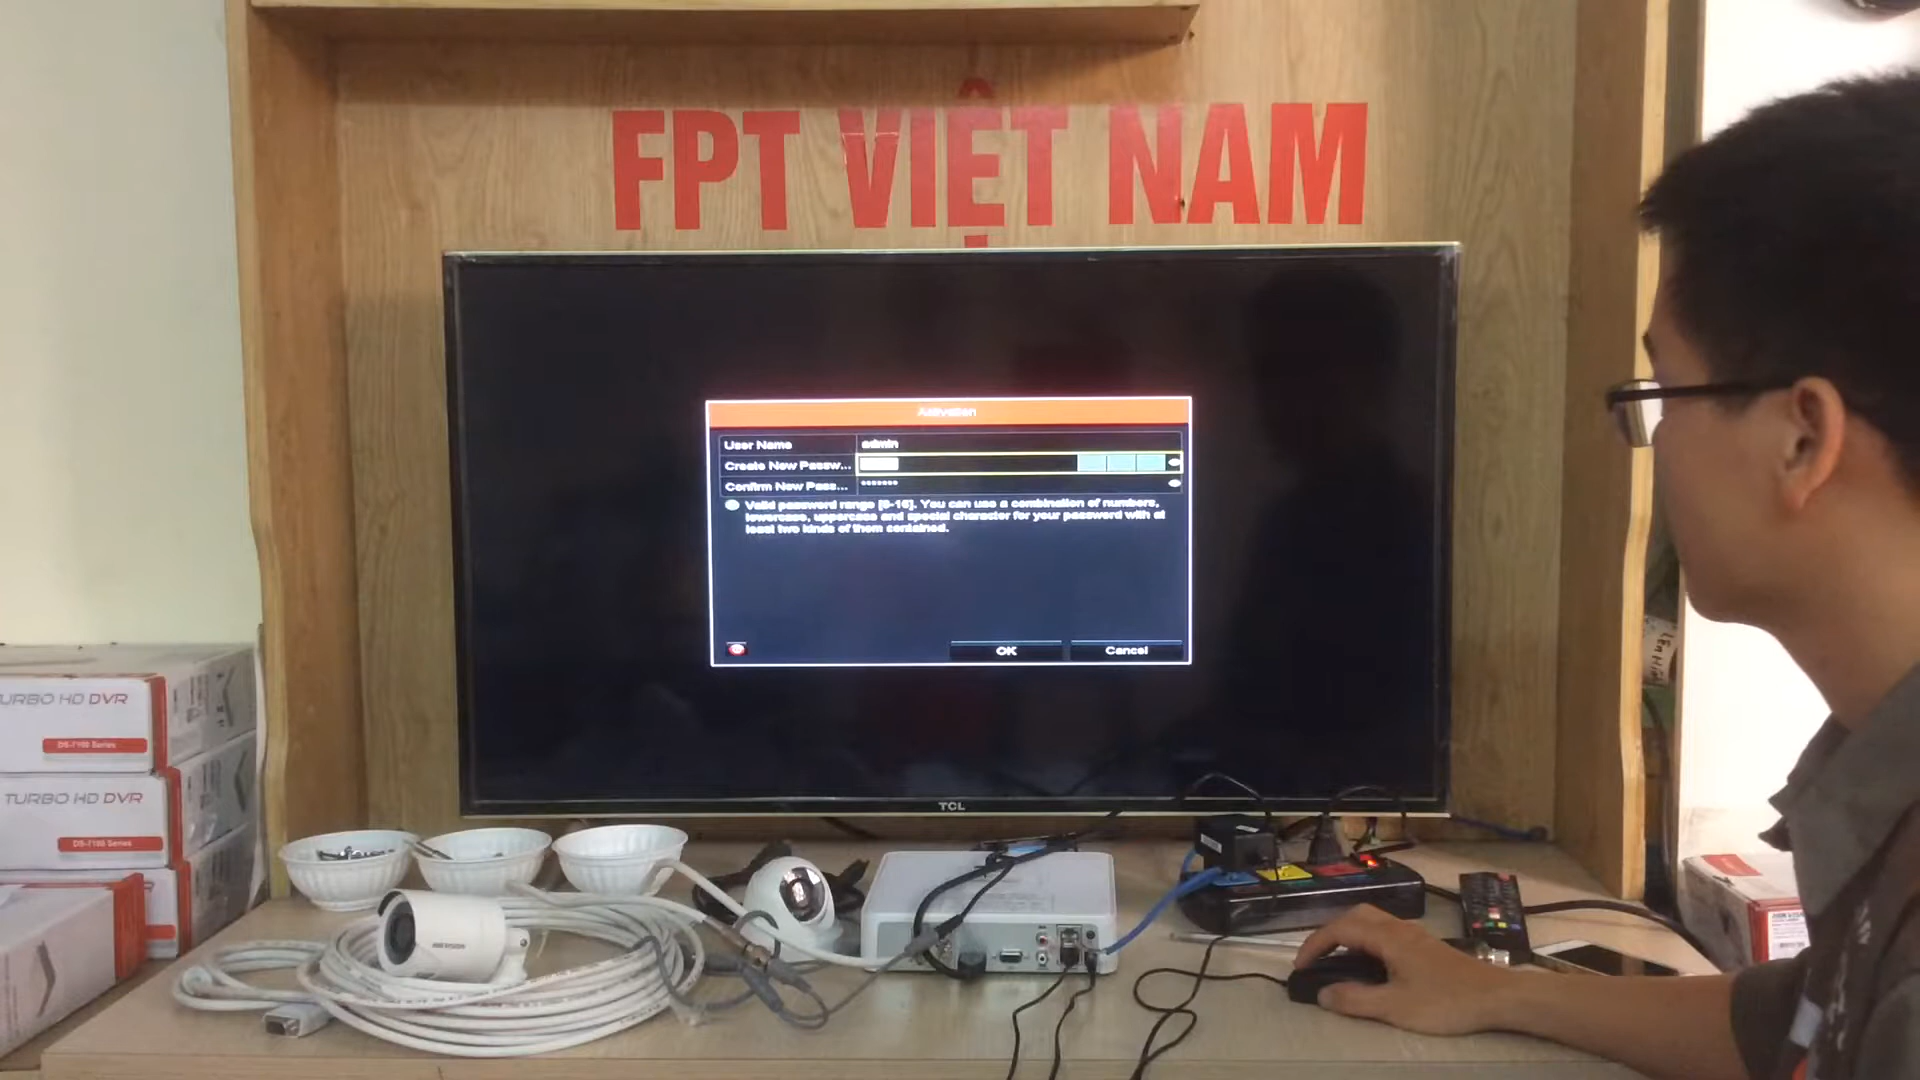 FPT VIỆT NAM
Activation
User Name
admin
Create New Passw...
Confirm New Pass...
*******
Valid password range [8-16]. You can use a combination of numbers,
lowercase, uppercase and special character for your password with at
least two kinds of them contained.
OK
Cancel
TCL
URBO HD DVR
DS-7100 Series
TURBO HD DVR
DS-7100 Series
HIKVISION